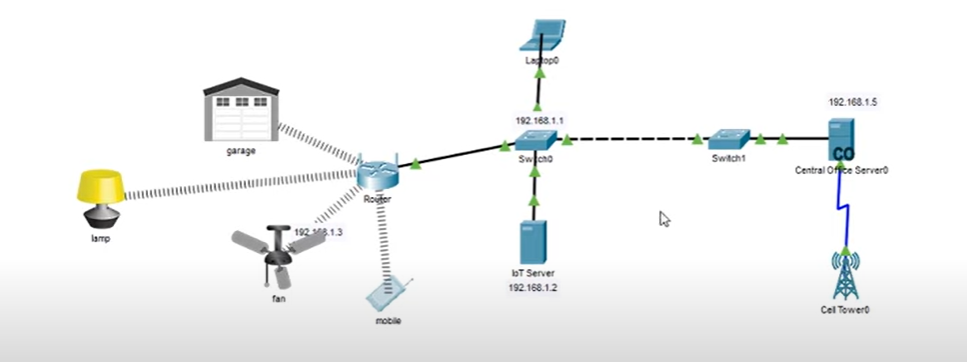 Laptop0
192.168.1.5
192.168.1.1
garage
Switch0
Switch1
CO
Central Office Server0
Router
lamp
192.168.1.3
IoT Server
192.168.1.2
fan
mobile
Cell Tower0